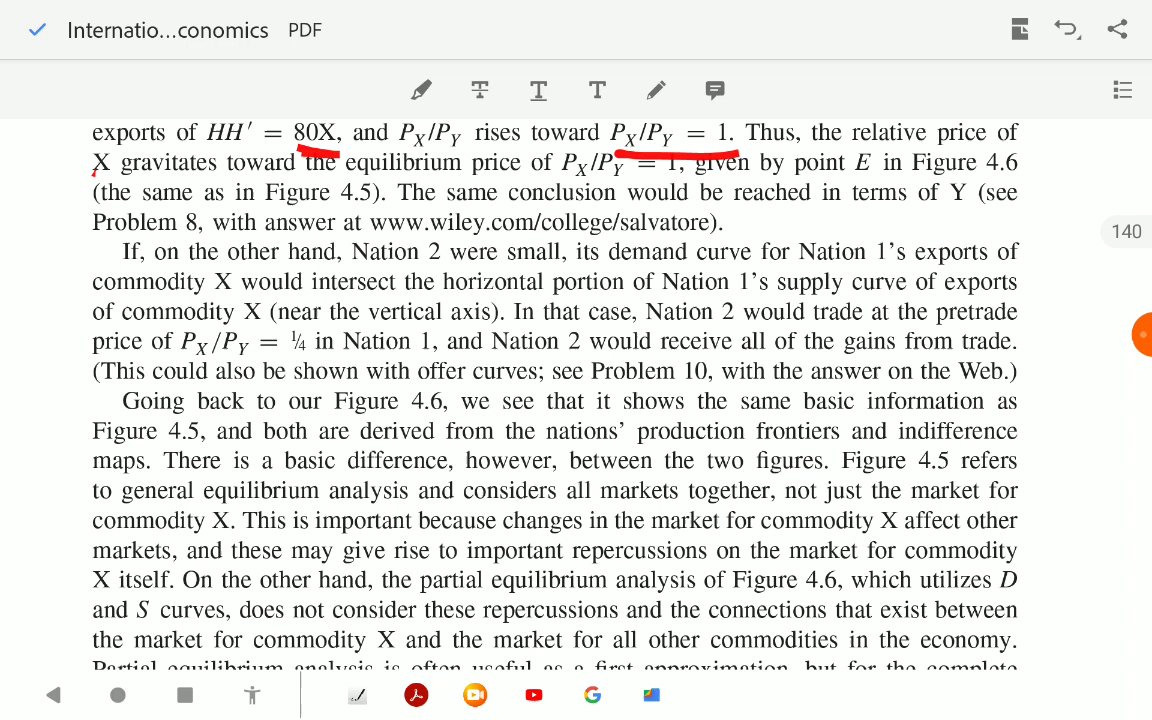 Internatio...conomics PDF
exports of HH′ = 80X, and PX/PY rises toward PX/PY = 1. Thus, the relative price of
X gravitates toward the equilibrium price of PX/PY = 1, given by point E in Figure 4.6
(the same as in Figure 4.5). The same conclusion would be reached in terms of Y (see
Problem 8, with answer at www.wiley.com/college/salvatore).
140
If, on the other hand, Nation 2 were small, its demand curve for Nation 1's exports of
commodity X would intersect the horizontal portion of Nation 1's supply curve of exports
of commodity X (near the vertical axis). In that case, Nation 2 would trade at the pretrade
price of PX/PY = ¼ in Nation 1, and Nation 2 would receive all of the gains from trade.
(This could also be shown with offer curves; see Problem 10, with the answer on the Web.)
Going back to our Figure 4.6, we see that it shows the same basic information as
Figure 4.5, and both are derived from the nations' production frontiers and indifference
maps. There is a basic difference, however, between the two figures. Figure 4.5 refers
to general equilibrium analysis and considers all markets together, not just the market for
commodity X. This is important because changes in the market for commodity X affect other
markets, and these may give rise to important repercussions on the market for commodity
X itself. On the other hand, the partial equilibrium analysis of Figure 4.6, which utilizes D
and S curves, does not consider these repercussions and the connections that exist between
the market for commodity X and the market for all other commodities in the economy.
Partial equilibrium analysis is often useful as a first approximation, but for the complete